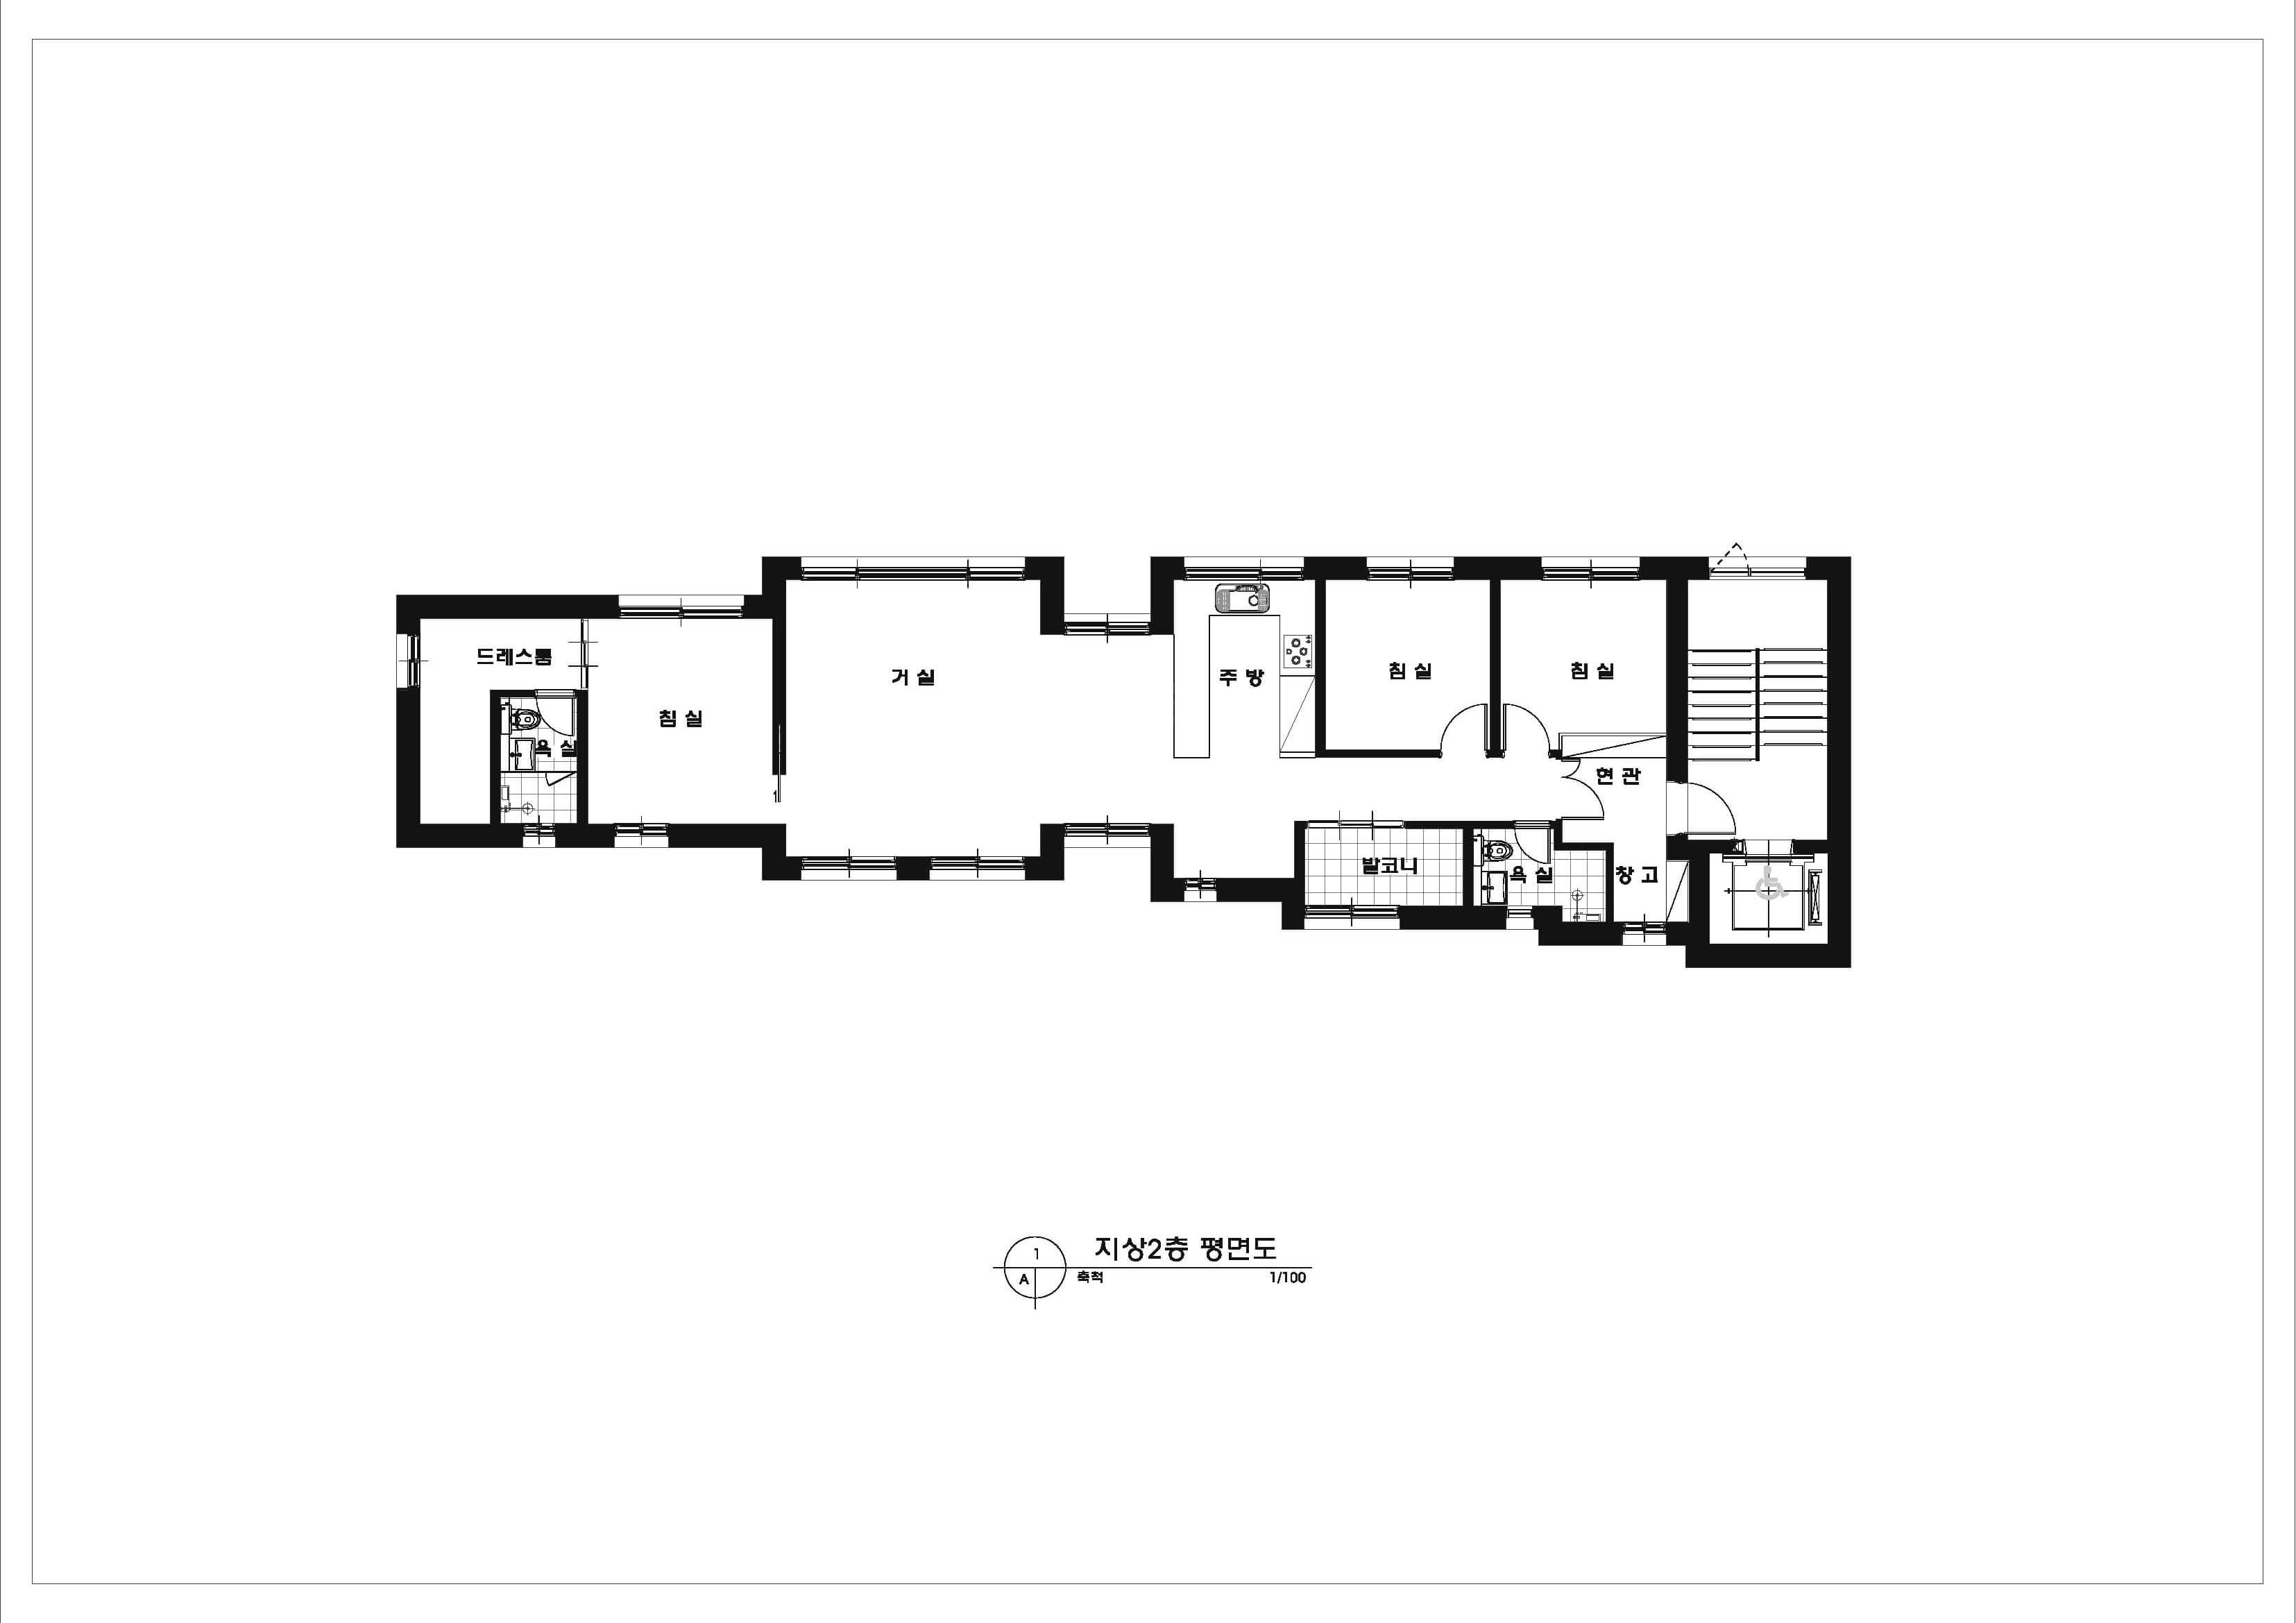 드레스룸
거 실
주 방
침 실
침 실
침 실
욕 실
현 관
발코니
욕 실
창 고
1
A
지상2층 평면도
축척 1/100